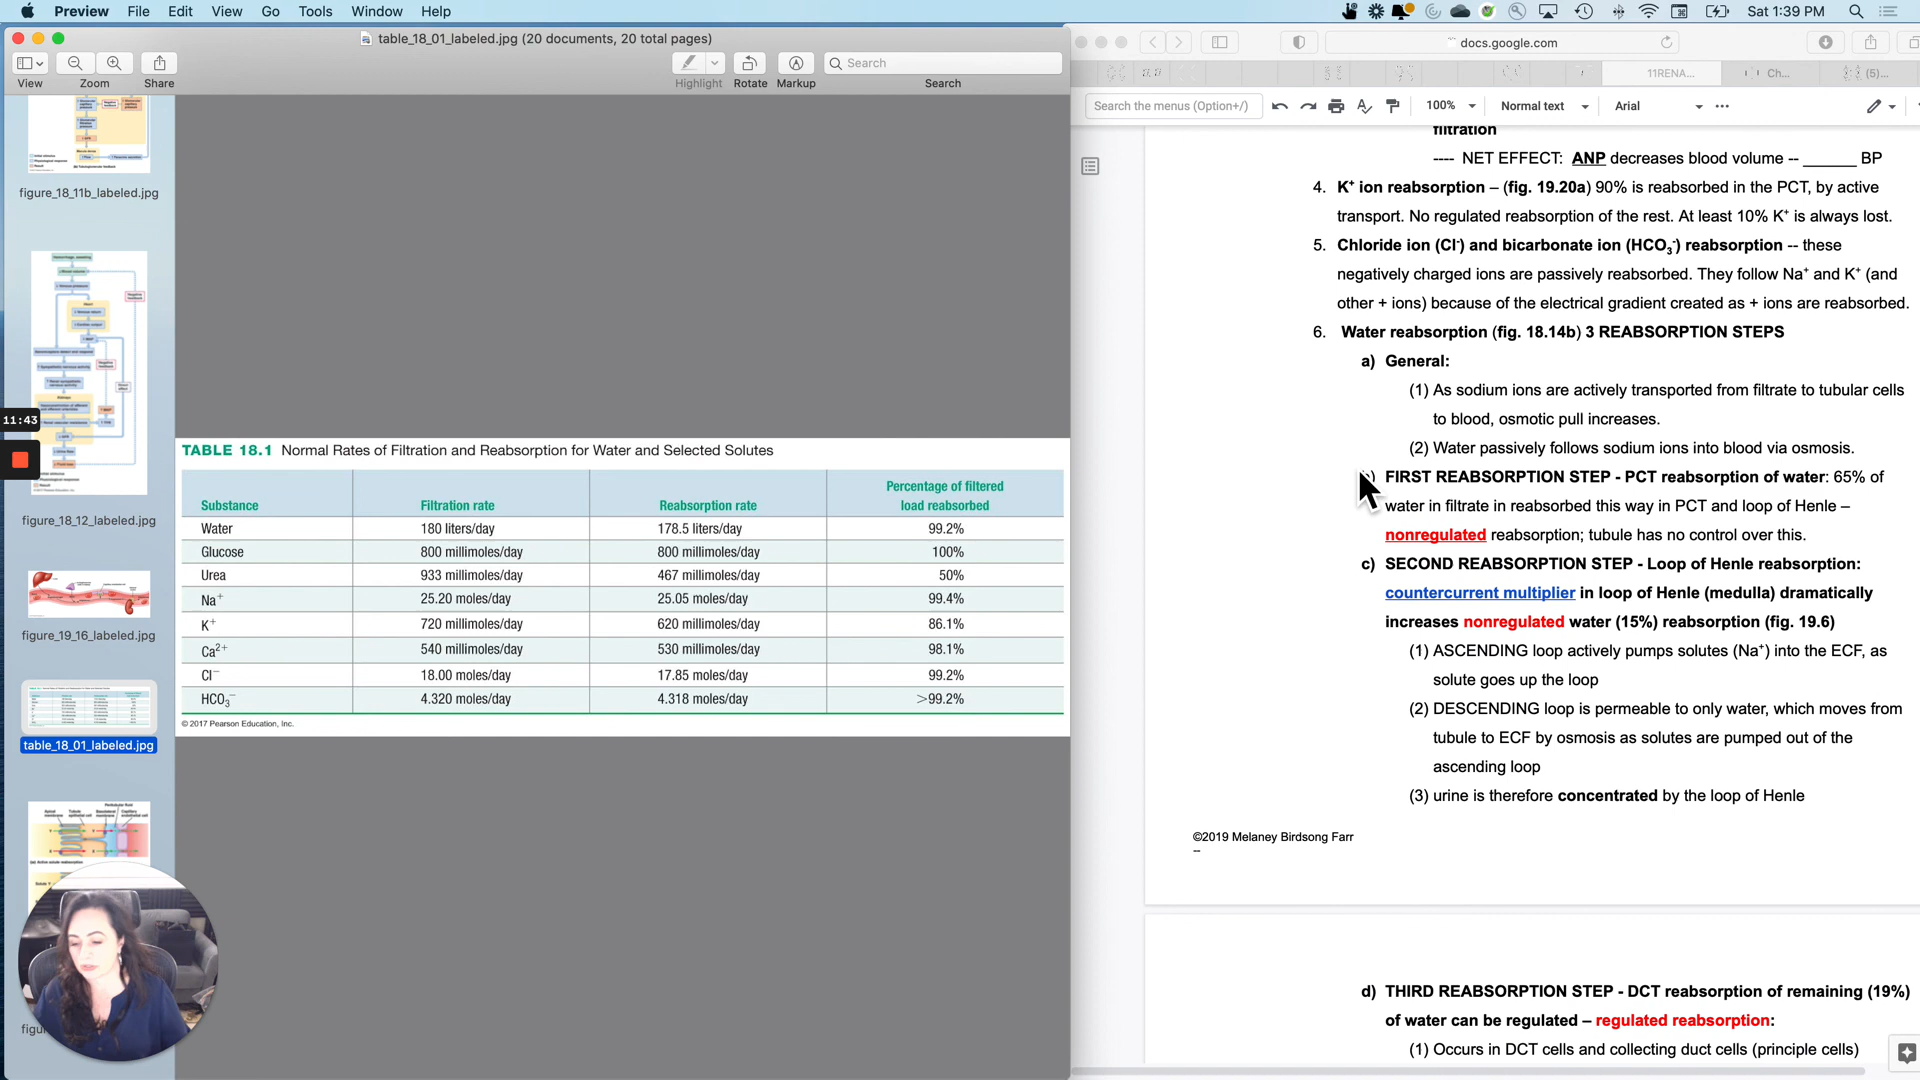 Preview File Edit View Go Tools Window Help
Sat 1:39 PM
table_18_01_labeled.jpg (20 documents, 20 total pages)
View Zoom Share Highlight Rotate Markup Search
Search
figure_18_11b_labeled.jpg
figure_18_12_labeled.jpg
11:43
figure_19_16_labeled.jpg
table_18_01_labeled.jpg
TABLE 18.1 Normal Rates of Filtration and Reabsorption for Water and Selected Solutes
Substance Filtration rate Reabsorption rate Percentage of filtered load reabsorbed
Water 180 liters/day 178.5 liters/day 99.2%
Glucose 800 millimoles/day 800 millimoles/day 100%
Urea 933 millimoles/day 467 millimoles/day 50%
Na⁺ 25.20 moles/day 25.05 moles/day 99.4%
K⁺ 720 millimoles/day 620 millimoles/day 86.1%
Ca²⁺ 540 millimoles/day 530 millimoles/day 98.1%
Cl⁻ 18.00 moles/day 17.85 moles/day 99.2%
HCO₃⁻ 4.320 moles/day 4.318 moles/day >99.2%
© 2017 Pearson Education, Inc.
docs.google.com
11RENA...
Ch...
(5)...
Search the menus (Option+/)
100%
Normal text
Arial
filtration
---- NET EFFECT: ANP decreases blood volume -- ______ BP
4. K⁺ ion reabsorption – (fig. 19.20a) 90% is reabsorbed in the PCT, by active
transport. No regulated reabsorption of the rest. At least 10% K⁺ is always lost.
5. Chloride ion (Cl⁻) and bicarbonate ion (HCO₃⁻) reabsorption -- these
negatively charged ions are passively reabsorbed. They follow Na⁺ and K⁺ (and
other + ions) because of the electrical gradient created as + ions are reabsorbed.
6. Water reabsorption (fig. 18.14b) 3 REABSORPTION STEPS
a) General:
(1) As sodium ions are actively transported from filtrate to tubular cells
to blood, osmotic pull increases.
(2) Water passively follows sodium ions into blood via osmosis.
FIRST REABSORPTION STEP - PCT reabsorption of water: 65% of
water in filtrate in reabsorbed this way in PCT and loop of Henle –
nonregulated reabsorption; tubule has no control over this.
c) SECOND REABSORPTION STEP - Loop of Henle reabsorption:
countercurrent multiplier in loop of Henle (medulla) dramatically
increases nonregulated water (15%) reabsorption (fig. 19.6)
(1) ASCENDING loop actively pumps solutes (Na⁺) into the ECF, as
solute goes up the loop
(2) DESCENDING loop is permeable to only water, which moves from
tubule to ECF by osmosis as solutes are pumped out of the
ascending loop
(3) urine is therefore concentrated by the loop of Henle
©2019 Melaney Birdsong Farr
--
d) THIRD REABSORPTION STEP - DCT reabsorption of remaining (19%)
of water can be regulated – regulated reabsorption:
(1) Occurs in DCT cells and collecting duct cells (principle cells)